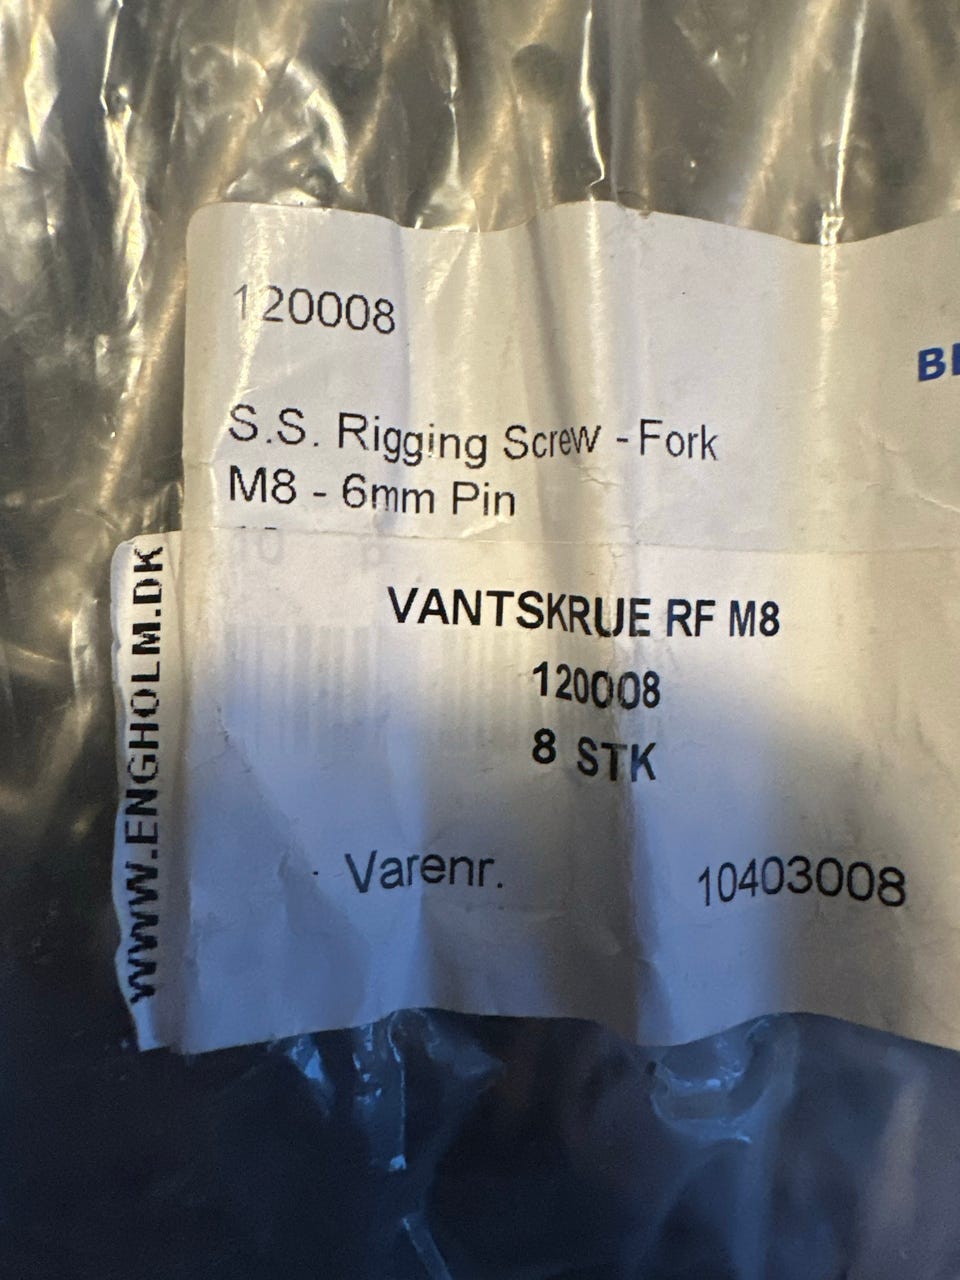 120008
S.S. Rigging Screw - Fork
M8 - 6mm Pin
VANTSKRUE RF M8
120008
8 STK
Varenr. 10403008
WWW.ENGHOLM.DK